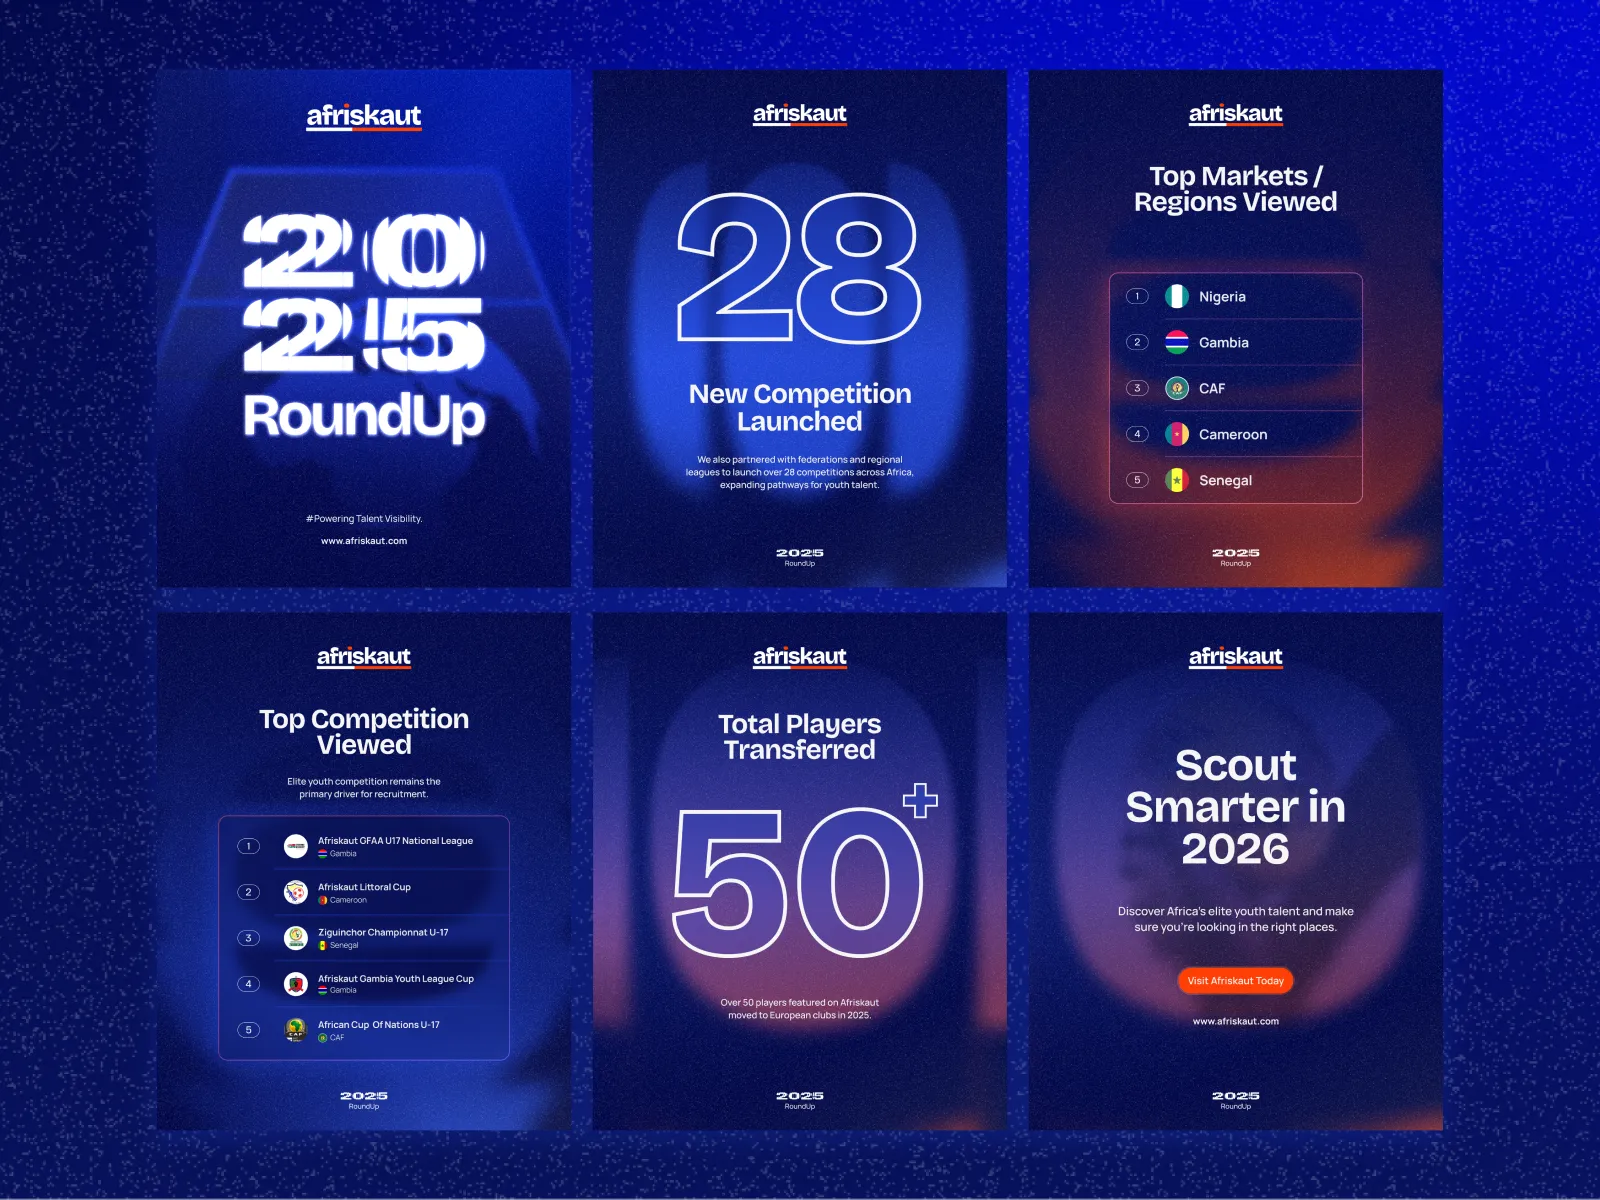 afriskaut
20
25
RoundUp
#Powering Talent Visibility.
www.afriskaut.com
afriskaut
28
New Competition
Launched
We also partnered with federations and regional
leagues to launch over 28 competitions across Africa,
expanding pathways for youth talent.
2025
RoundUp
afriskaut
Top Markets /
Regions Viewed
1 Nigeria
2 Gambia
3 CAF
4 Cameroon
5 Senegal
2025
RoundUp
afriskaut
Top Competition
Viewed
Elite youth competition remains the
primary driver for recruitment.
1 Afriskaut GFAA U17 National League
Gambia
2 Afriskaut Littoral Cup
Cameroon
3 Ziguinchor Championnat U-17
Senegal
4 Afriskaut Gambia Youth League Cup
Gambia
5 African Cup Of Nations U-17
CAF
2025
RoundUp
afriskaut
Total Players
Transferred
50+
Over 50 players featured on Afriskaut
moved to European clubs in 2025.
2025
RoundUp
afriskaut
Scout
Smarter in
2026
Discover Africa's elite youth talent and make
sure you're looking in the right places.
Visit Afriskaut Today
www.afriskaut.com
2025
RoundUp